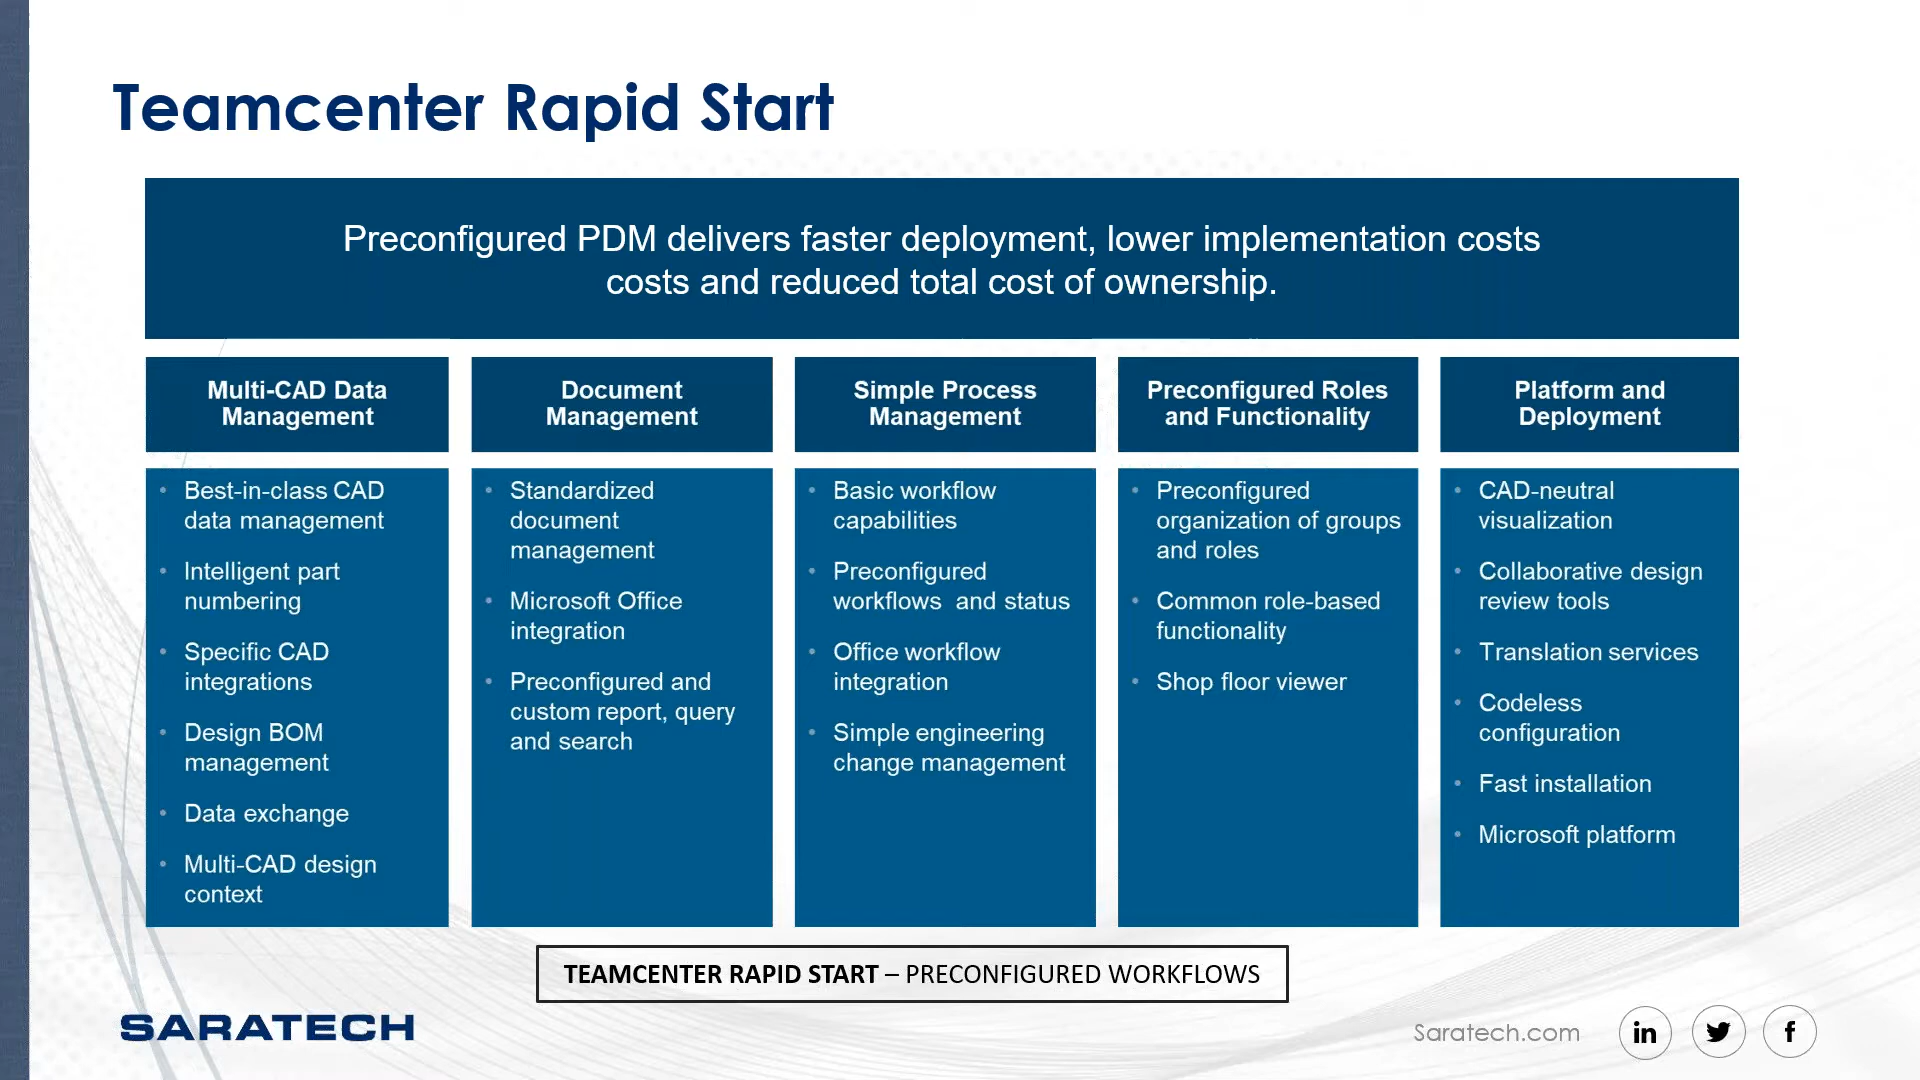 Teamcenter Rapid Start
Preconfigured PDM delivers faster deployment, lower implementation costs
costs and reduced total cost of ownership.
Multi-CAD Data
Management
• Best-in-class CAD
data management
• Intelligent part
numbering
• Specific CAD
integrations
• Design BOM
management
• Data exchange
• Multi-CAD design
context
Document
Management
• Standardized
document
management
• Microsoft Office
integration
• Preconfigured and
custom report, query
and search
Simple Process
Management
• Basic workflow
capabilities
• Preconfigured
workflows  and status
• Office workflow
integration
• Simple engineering
change management
Preconfigured Roles
and Functionality
• Preconfigured
organization of groups
and roles
• Common role-based
functionality
• Shop floor viewer
Platform and
Deployment
• CAD-neutral
visualization
• Collaborative design
review tools
• Translation services
• Codeless
configuration
• Fast installation
• Microsoft platform
TEAMCENTER RAPID START – PRECONFIGURED WORKFLOWS
SARATECH
Saratech.com
in
f